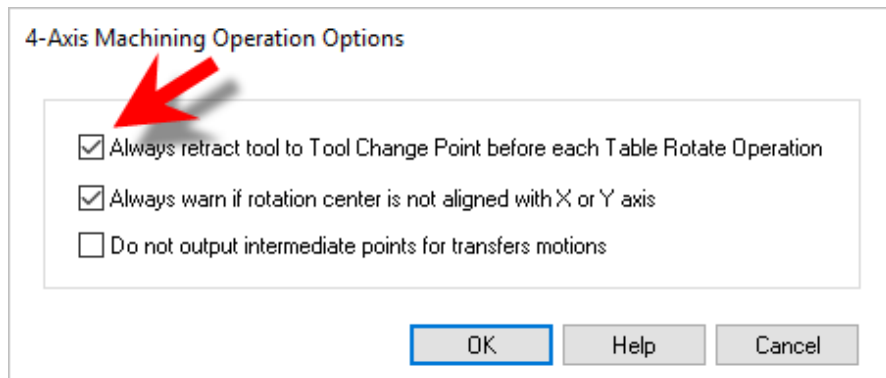 4-Axis Machining Operation Options
Always retract tool to Tool Change Point before each Table Rotate Operation
Always warn if rotation center is not aligned with X or Y axis
Do not output intermediate points for transfers motions
OK
Help
Cancel